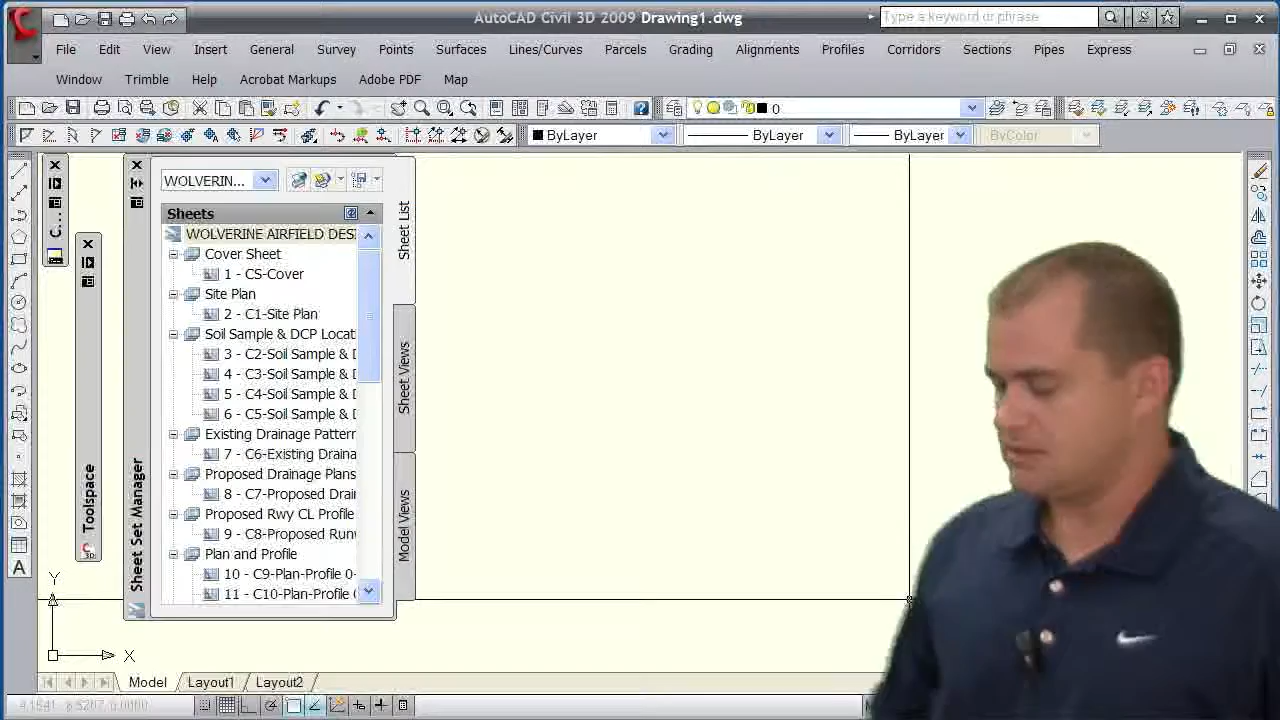 AutoCAD Civil 3D 2009 Drawing1.dwg
Type a keyword or phrase
File Edit View Insert General Survey Points Surfaces Lines/Curves Parcels Grading Alignments Profiles Corridors Sections Pipes Express
Window Trimble Help Acrobat Markups Adobe PDF Map
0
ByLayer ByLayer ByLayer ByColor
C...
Toolspace
Sheet Set Manager
WOLVERIN...
Sheets
WOLVERINE AIRFIELD DES
Cover Sheet
1 - CS-Cover
Site Plan
2 - C1-Site Plan
Soil Sample & DCP Locat
3 - C2-Soil Sample & D
4 - C3-Soil Sample & D
5 - C4-Soil Sample & D
6 - C5-Soil Sample & D
Existing Drainage Pattern
7 - C6-Existing Draina
Proposed Drainage Plans
8 - C7-Proposed Drai
Proposed Rwy CL Profile
9 - C8-Proposed Run
Plan and Profile
10 - C9-Plan-Profile 0-
11 - C10-Plan-Profile
Sheet List
Sheet Views
Model Views
Y
X
Model Layout1 Layout2
A